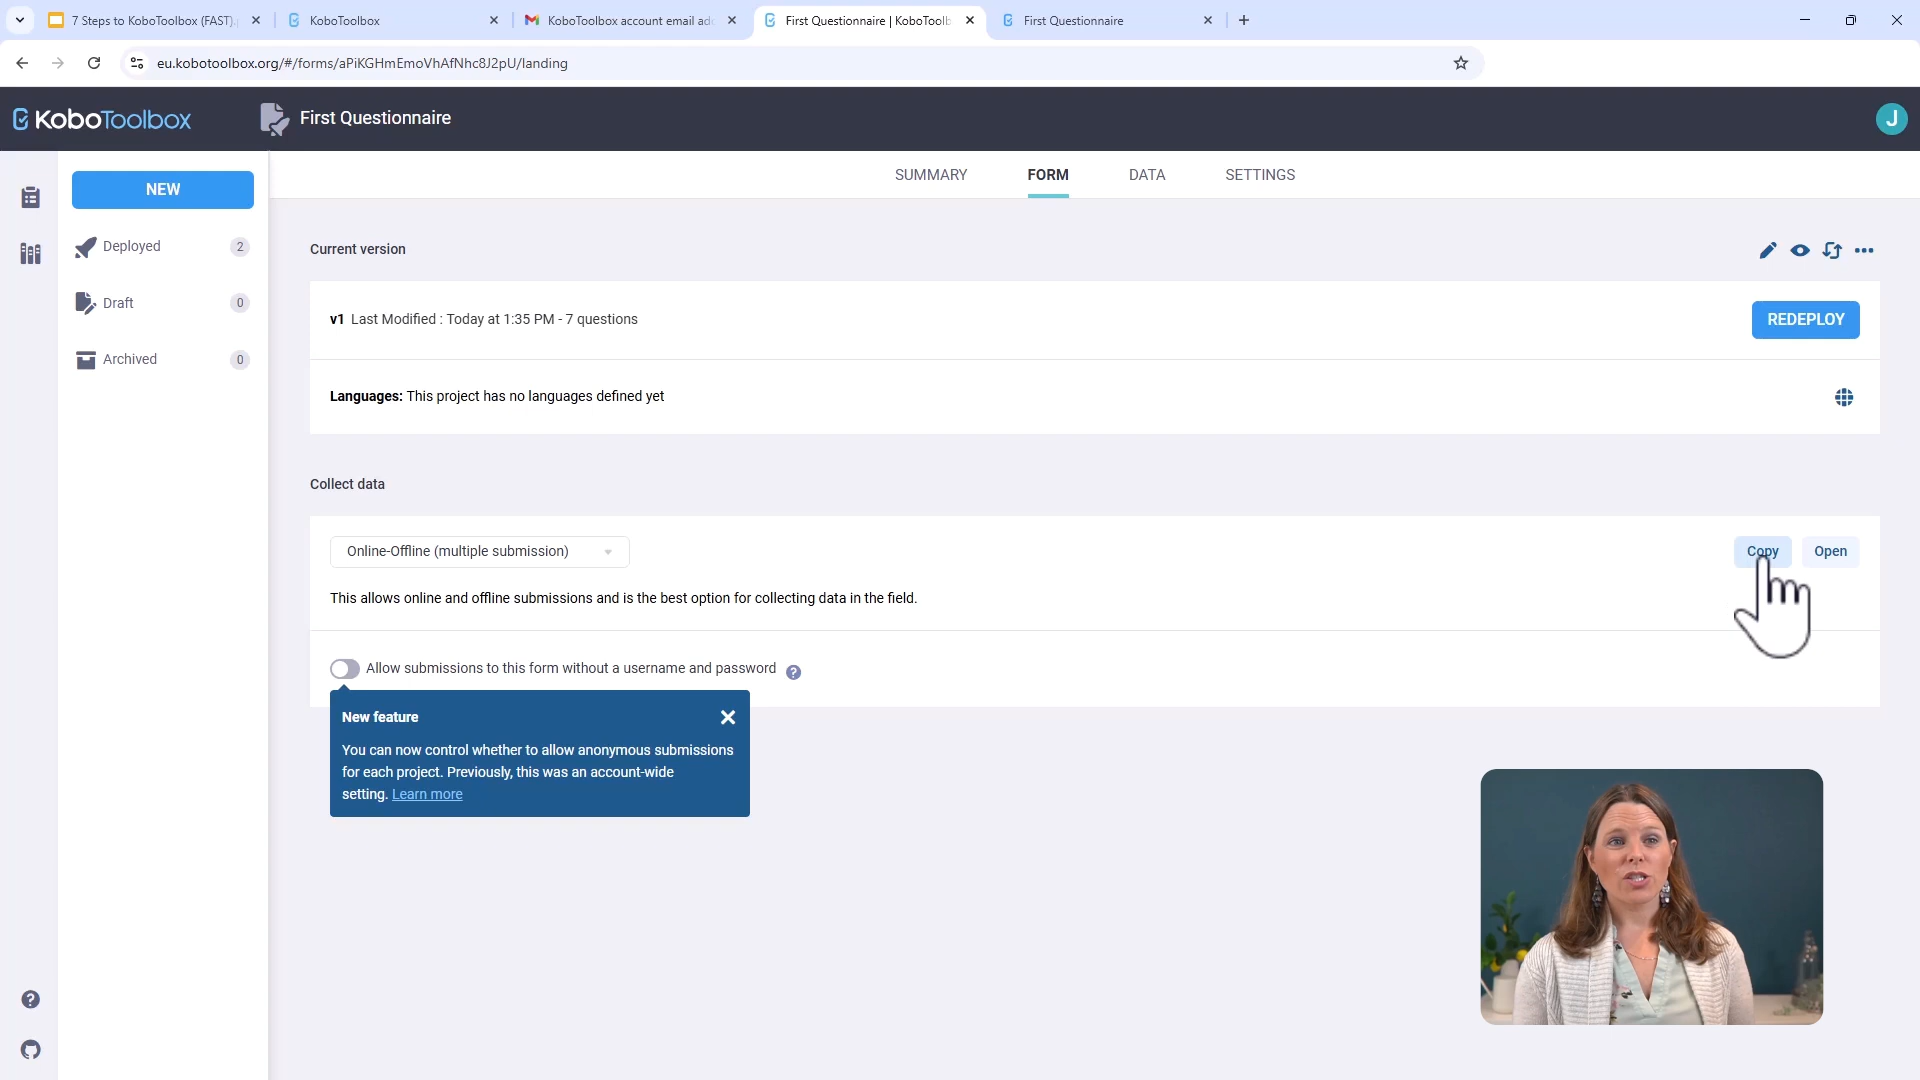 7 Steps to KoboToolbox (FAST).
KoboToolbox
KoboToolbox account email add
First Questionnaire | KoboToolb
First Questionnaire
eu.kobotoolbox.org/#/forms/aPiKGHmEmoVhAfNhc8J2pU/landing
KoboToolbox
First Questionnaire
J
NEW
SUMMARY
FORM
DATA
SETTINGS
Deployed 2
Draft 0
Archived 0
Current version
v1 Last Modified : Today at 1:35 PM - 7 questions
REDEPLOY
Languages: This project has no languages defined yet
Collect data
Online-Offline (multiple submission)
Copy
Open
This allows online and offline submissions and is the best option for collecting data in the field.
Allow submissions to this form without a username and password ?
New feature
You can now control whether to allow anonymous submissions
for each project. Previously, this was an account-wide
setting. Learn more
?